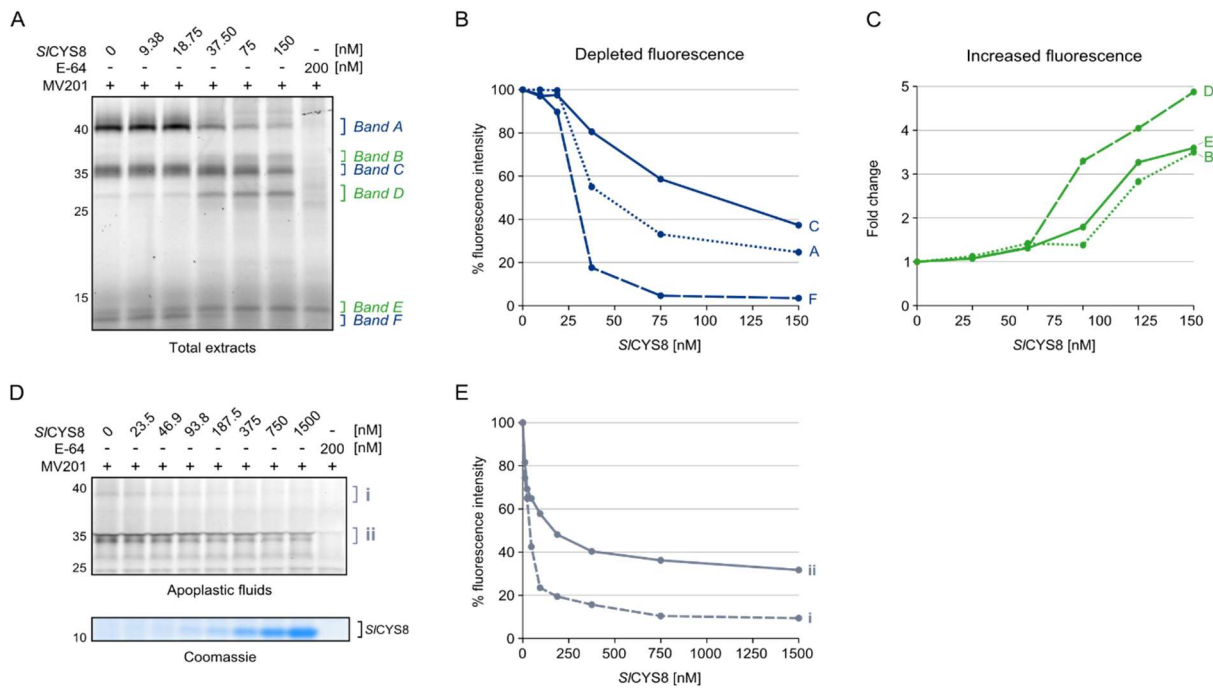 A
SlCYS8 0 9.38 18.75 37.50 75 150 - [nM]
E-64 - - - - - - 200 [nM]
MV201 + + + + + + +
40
35
25
15
Band A
Band B
Band C
Band D
Band E
Band F
Total extracts
B
Depleted fluorescence
% fluorescence intensity
100
80
60
40
20
0
C
A
F
0 25 50 75 100 125 150
SlCYS8 [nM]
C
Increased fluorescence
Fold change
5
4
3
2
1
0
D
E
B
0 25 50 75 100 125 150
SlCYS8 [nM]
D
SlCYS8 0 23.5 46.9 93.8 187.5 375 750 1500 - [nM]
E-64 - - - - - - - - 200 [nM]
MV201 + + + + + + + + +
40
35
25
i
ii
Apoplastic fluids
10
SlCYS8
Coomassie
E
% fluorescence intensity
100
80
60
40
20
0
ii
i
0 250 500 750 1000 1250 1500
SlCYS8 [nM]